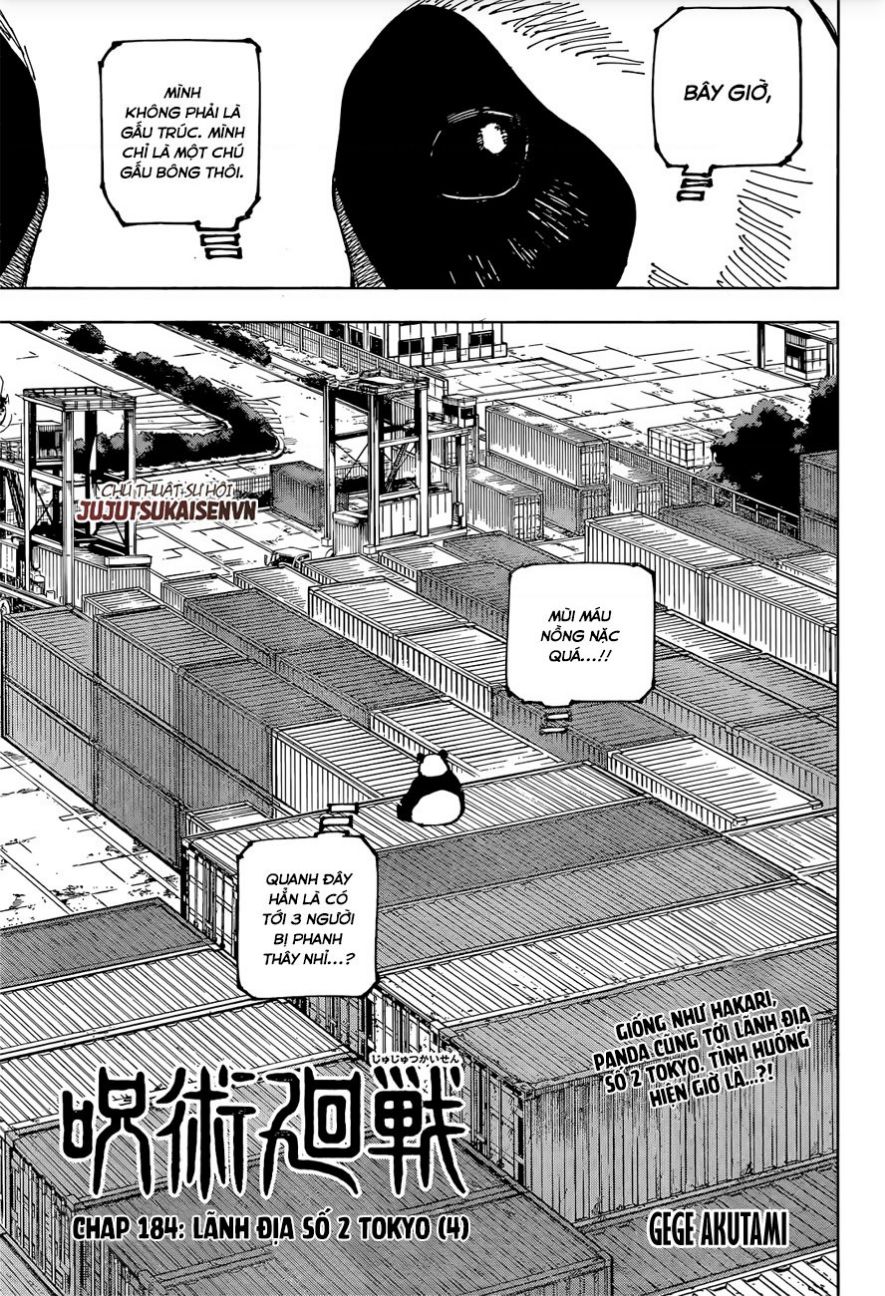 BÂY GIỜ,
MÌNH
KHÔNG PHẢI LÀ
GẤU TRÚC. MÌNH
CHỈ LÀ MỘT CHÚ
GẤU BÔNG THÔI.
CHÚ THUẬT SƯ HỒI
JUJUTSUKAISENVN
MÙI MÁU
NỒNG NẶC
QUÁ...!!
QUANH ĐÂY
HẲN LÀ CÓ
TỚI 3 NGƯỜI
BỊ PHANH
THÂY NHỈ...?
GIỐNG NHƯ HAKARI,
PANDA CŨNG TỚI LÃNH ĐỊA
SỐ 2 TOKYO. TÌNH HUỐNG
HIỆN GIỜ LÀ...?!
じゅじゅつかいせん
呪術廻戦
CHAP 184: LÃNH ĐỊA SỐ 2 TOKYO (4)
GEGE AKUTAMI